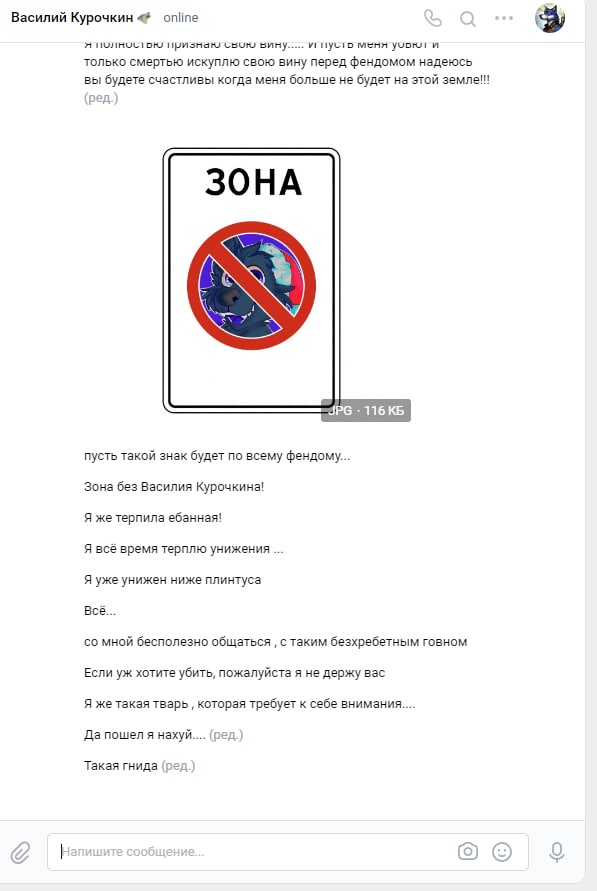 Василий Курочкин online
Я полностью признаю свою вину..... И пусть меня убьют и
только смертью искуплю свою вину перед фендомом надеюсь
вы будете счастливы когда меня больше не будет на этой земле!!!
(ред.)
ЗОНА
JPG · 116 КБ
пусть такой знак будет по всему фендому...
Зона без Василия Курочкина!
Я же терпила ебанная!
Я всё время терплю унижения ...
Я уже унижен ниже плинтуса
Всё...
со мной бесполезно общаться , с таким безхребетным говном
Если уж хотите убить, пожалуйста я не держу вас
Я же такая тварь , которая требует к себе внимания....
Да пошел я нахуй.... (ред.)
Такая гнида (ред.)
Напишите сообщение...